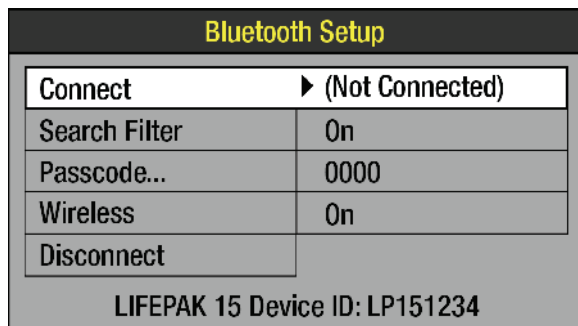 Bluetooth Setup
Connect ▶ (Not Connected)
Search Filter On
Passcode... 0000
Wireless On
Disconnect
LIFEPAK 15 Device ID: LP151234